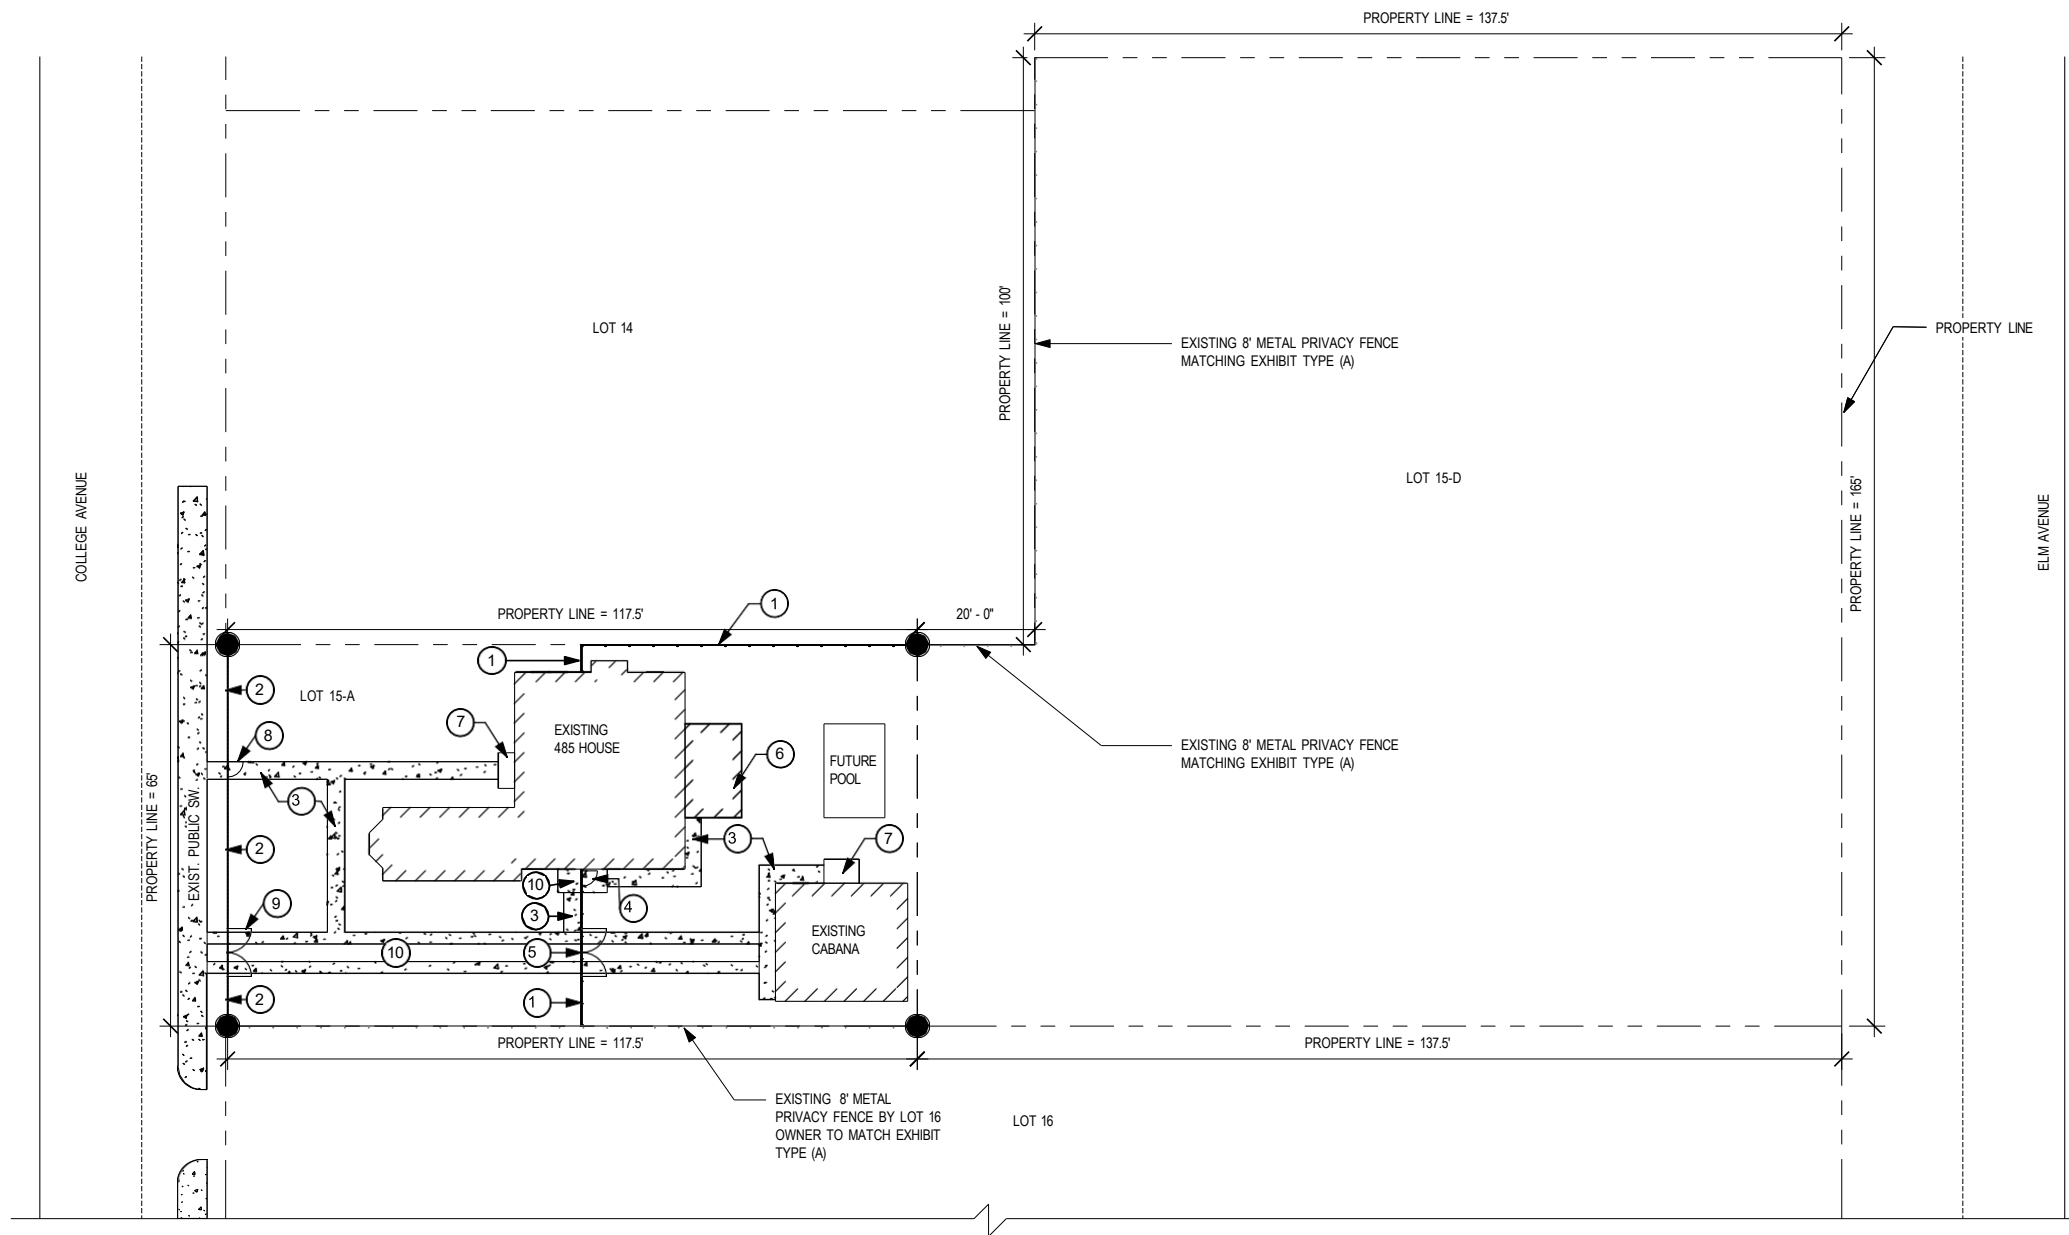 PROPERTY LINE = 137.5'
LOT 14
PROPERTY LINE = 100'
EXISTING 8' METAL PRIVACY FENCE
MATCHING EXHIBIT TYPE (A)
PROPERTY LINE
LOT 15-D
PROPERTY LINE = 165'
COLLEGE AVENUE
ELM AVENUE
PROPERTY LINE = 117.5'
1
20' - 0"
1
2
LOT 15-A
7
8
EXISTING
485 HOUSE
6
FUTURE
POOL
EXISTING 8' METAL PRIVACY FENCE
MATCHING EXHIBIT TYPE (A)
3
PROPERTY LINE = 65'
EXIST. PUBLIC SW.
2
3
7
10
4
9
3
EXISTING
CABANA
10
5
2
1
PROPERTY LINE = 117.5'
PROPERTY LINE = 137.5'
EXISTING 8' METAL
PRIVACY FENCE BY LOT 16
OWNER TO MATCH EXHIBIT
TYPE (A)
LOT 16